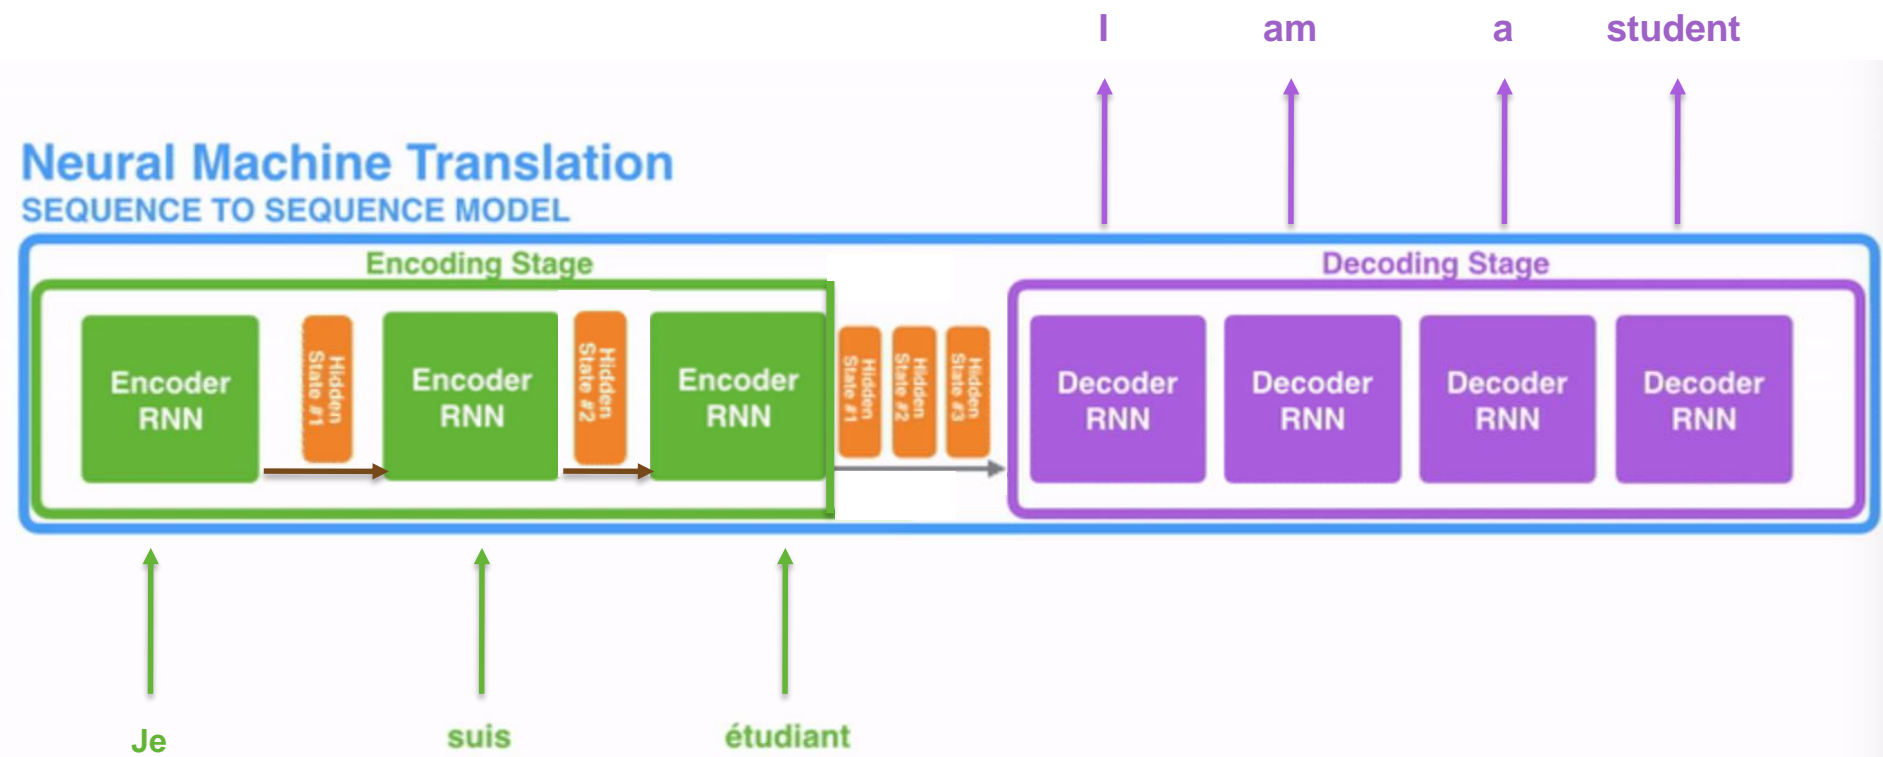 I am a student
Neural Machine Translation
SEQUENCE TO SEQUENCE MODEL
Encoding Stage
Decoding Stage
Encoder
RNN
Hidden
State #1
Encoder
RNN
Hidden
State #2
Encoder
RNN
Hidden
State #1
Hidden
State #2
Hidden
State #3
Decoder
RNN
Decoder
RNN
Decoder
RNN
Decoder
RNN
Je suis étudiant